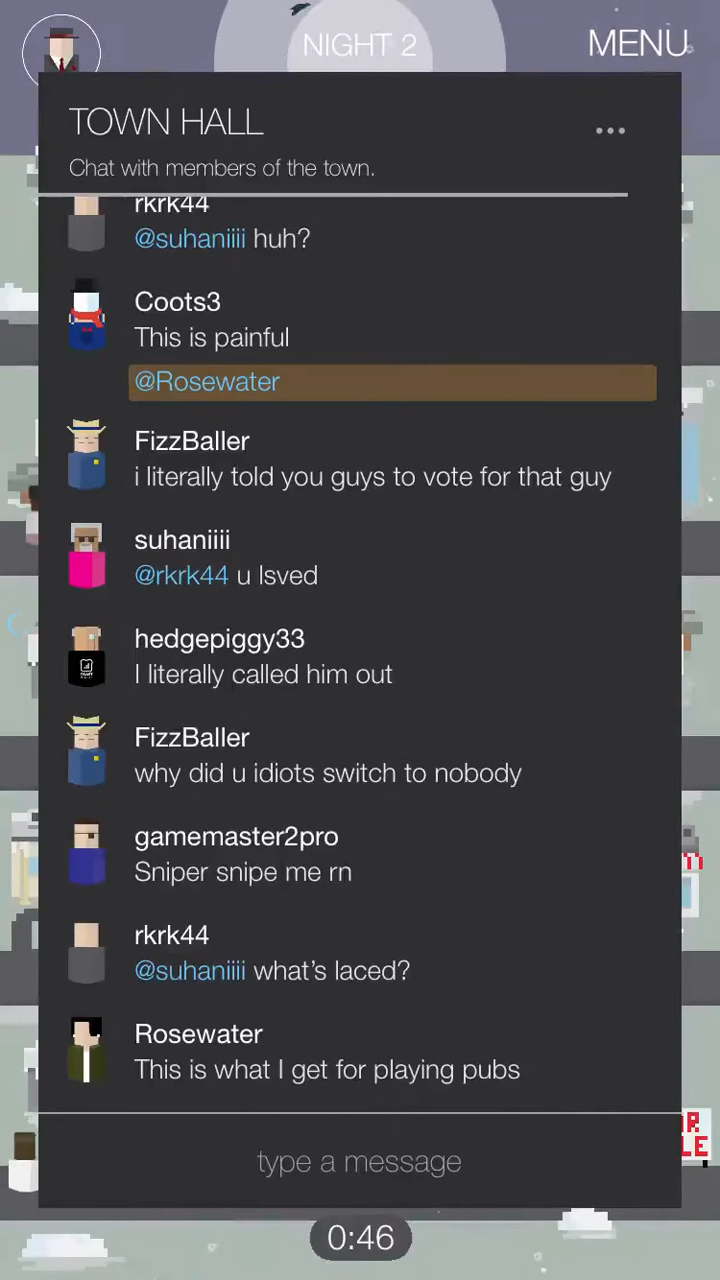 NIGHT 2
MENU
TOWN HALL
Chat with members of the town.
rkrk44
@suhaniiii huh?
Coots3
This is painful
@Rosewater
FizzBaller
i literally told you guys to vote for that guy
suhaniiii
@rkrk44 u lsved
hedgepiggy33
I literally called him out
FizzBaller
why did u idiots switch to nobody
gamemaster2pro
Sniper snipe me rn
rkrk44
@suhaniiii what's laced?
Rosewater
This is what I get for playing pubs
type a message
0:46